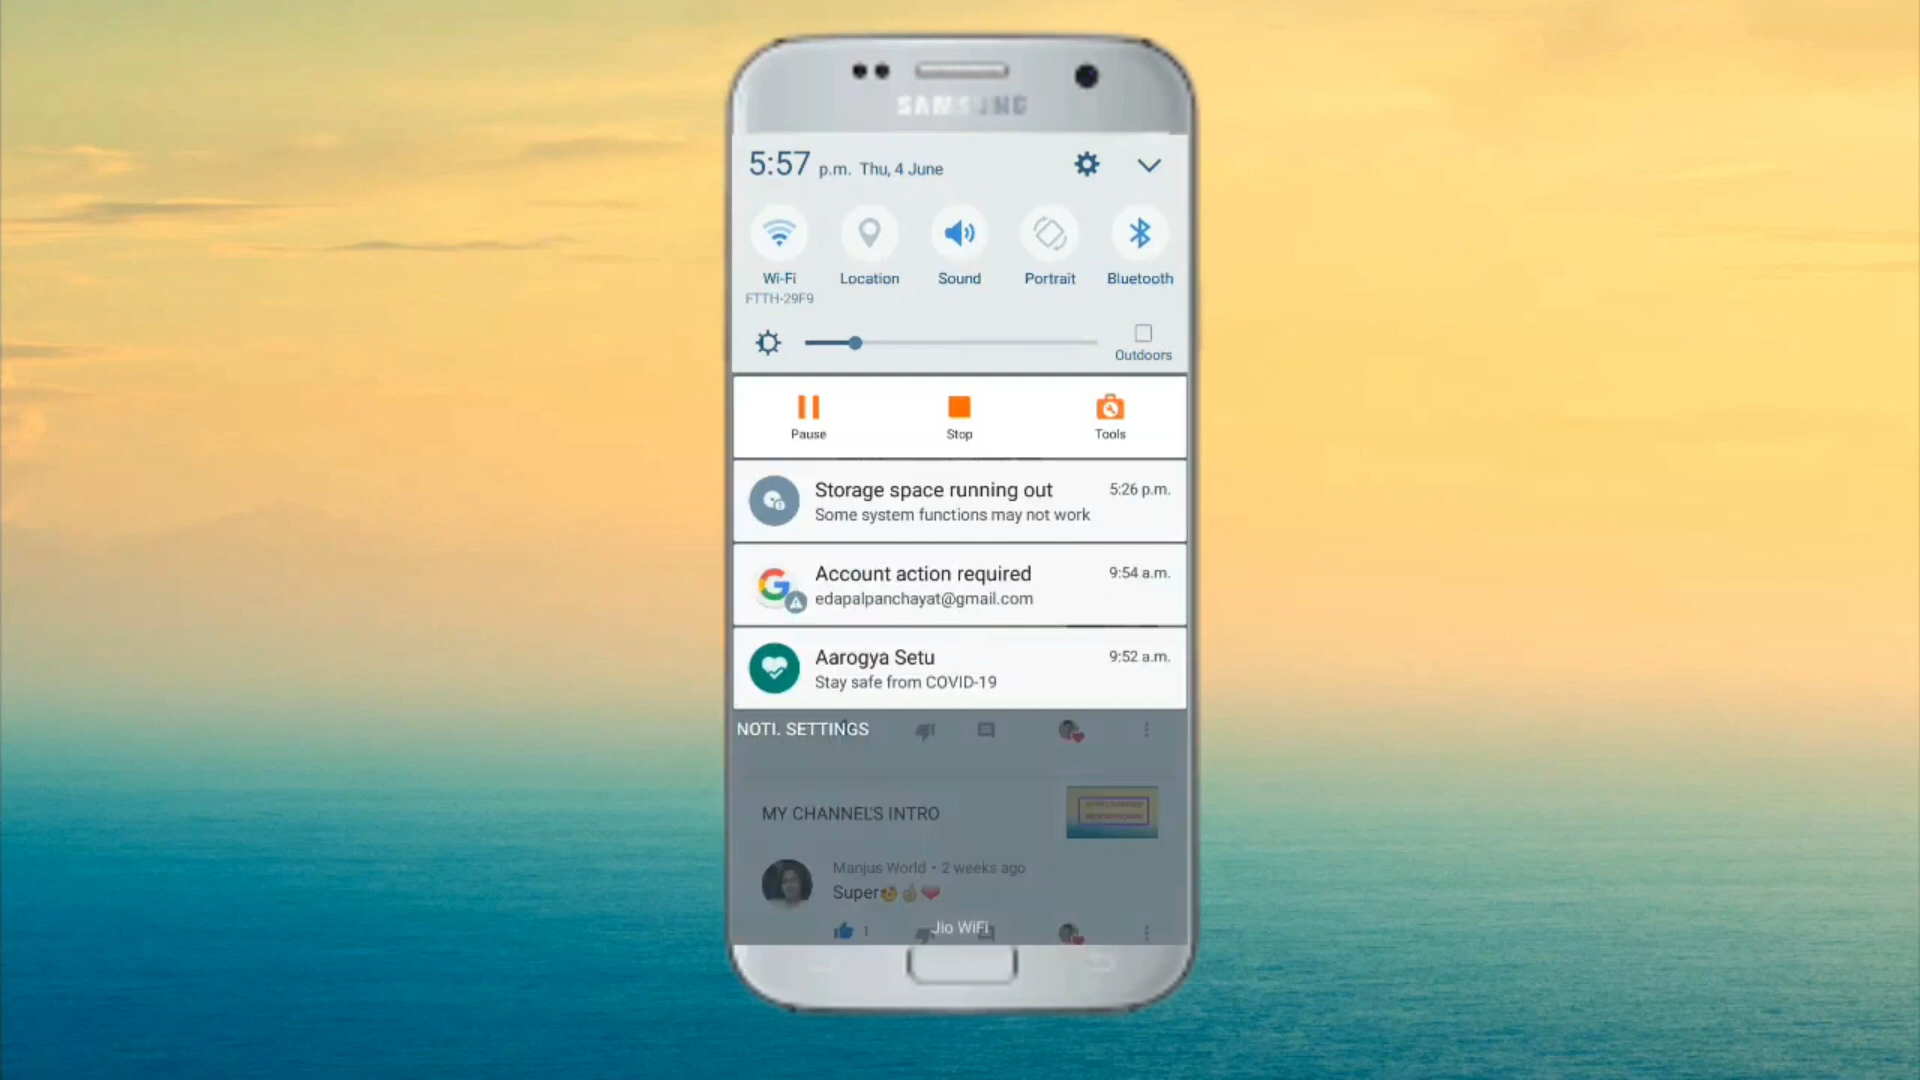 SAMSUNG
5:57 p.m. Thu, 4 June
Wi-Fi Location Sound Portrait Bluetooth
FTTH-29F9
Outdoors
Pause Stop Tools
Storage space running out 5:26 p.m.
Some system functions may not work
Account action required 9:54 a.m.
edapalpanchayat@gmail.com
Aarogya Setu 9:52 a.m.
Stay safe from COVID-19
NOTI. SETTINGS
MY CHANNEL'S INTRO
Manjus World • 2 weeks ago
Super😍👌❤
1
Jio WiFi